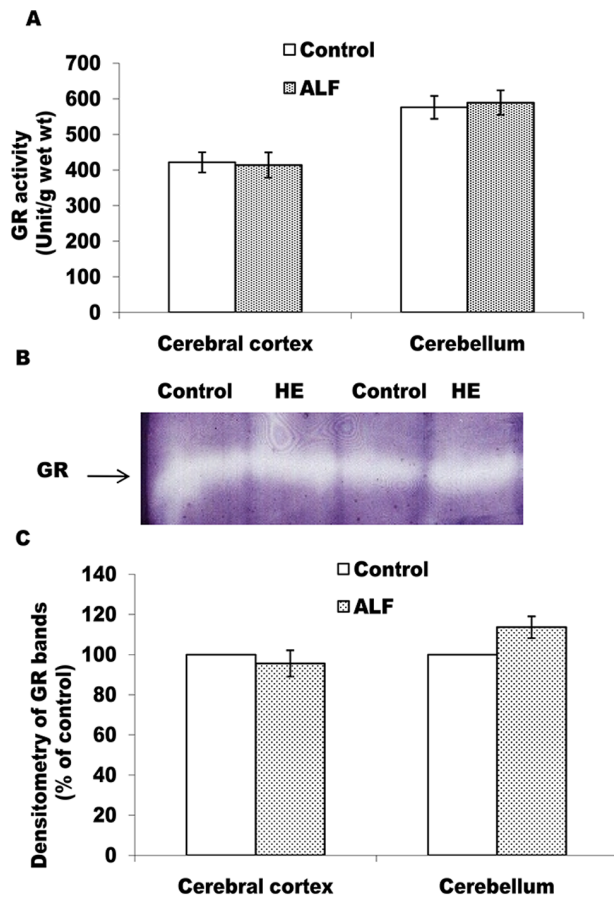 A
Control
ALF
700
600
500
400
300
200
100
0
GR activity
(Unit/g wet wt)
Cerebral cortex
Cerebellum
B
Control HE Control HE
GR
C
Control
ALF
140
120
100
80
60
40
20
0
Densitometry of GR bands
(% of control)
Cerebral cortex
Cerebellum